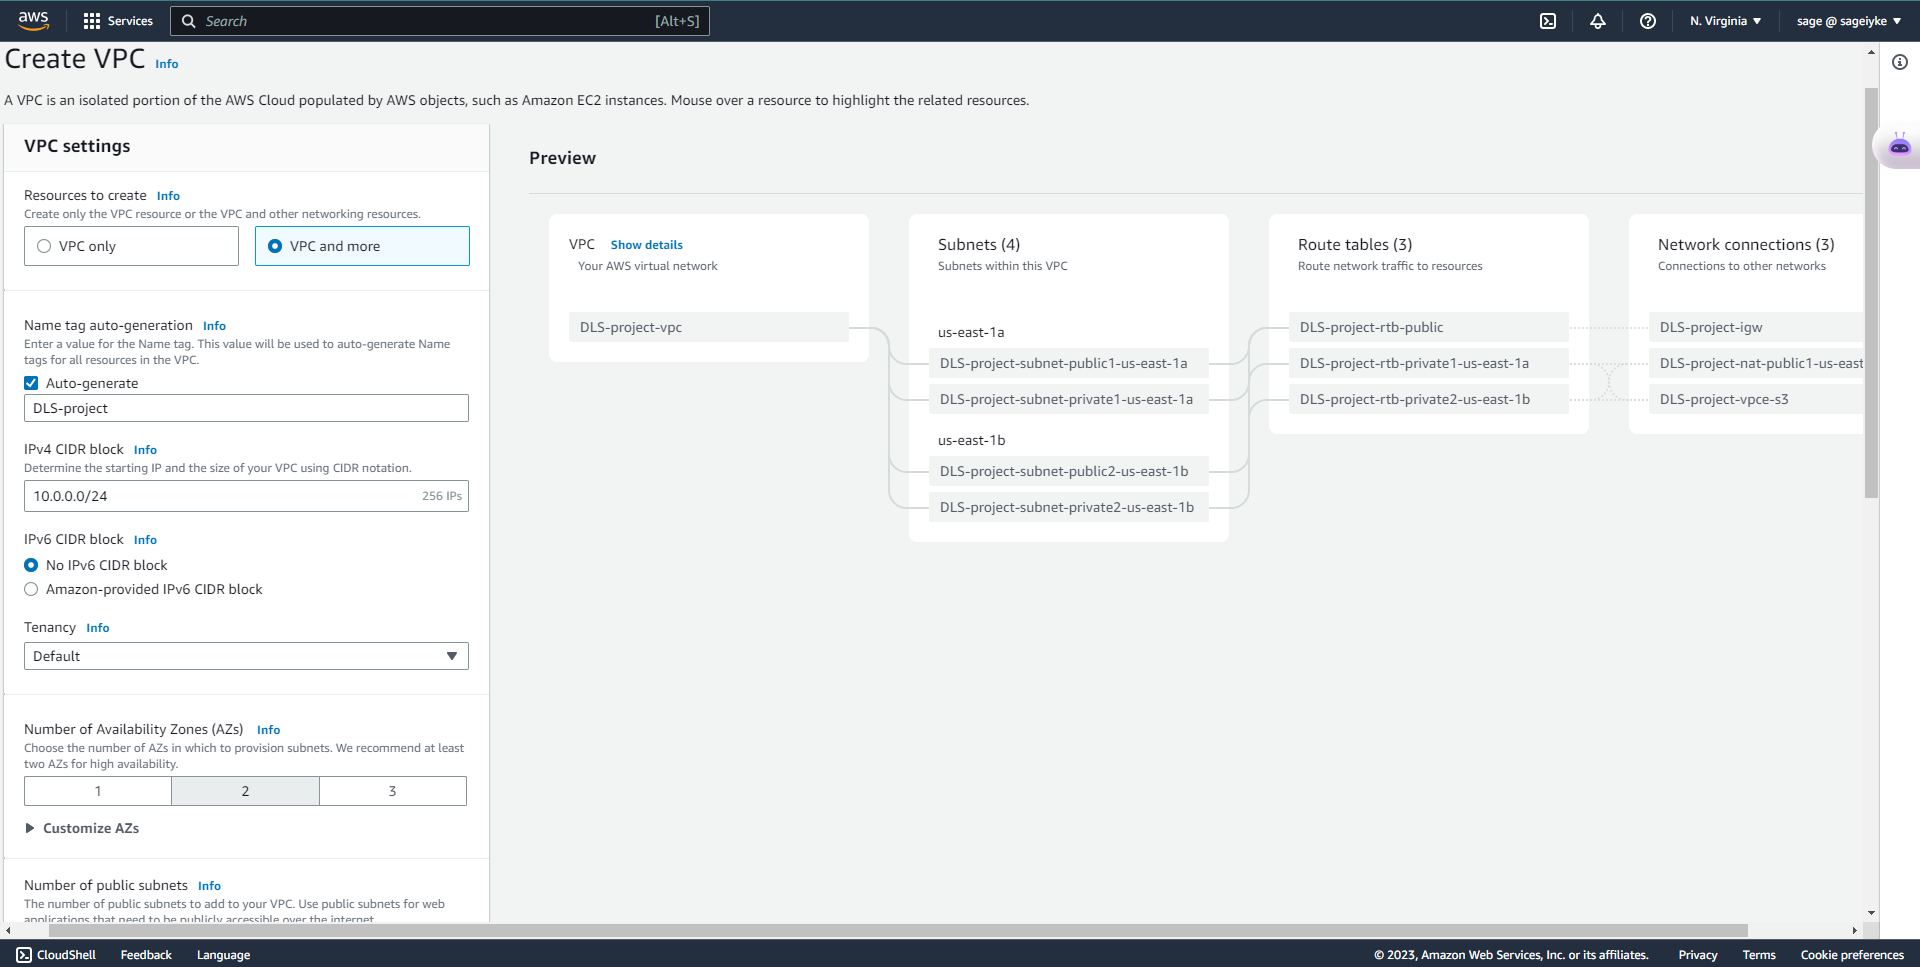 aws
Services
Search
[Alt+S]
N. Virginia
sage @ sageiyke
Create VPC Info
A VPC is an isolated portion of the AWS Cloud populated by AWS objects, such as Amazon EC2 instances. Mouse over a resource to highlight the related resources.
VPC settings
Resources to create Info
Create only the VPC resource or the VPC and other networking resources.
VPC only
VPC and more
Name tag auto-generation Info
Enter a value for the Name tag. This value will be used to auto-generate Name
tags for all resources in the VPC.
Auto-generate
DLS-project
IPv4 CIDR block Info
Determine the starting IP and the size of your VPC using CIDR notation.
10.0.0.0/24
256 IPs
IPv6 CIDR block Info
No IPv6 CIDR block
Amazon-provided IPv6 CIDR block
Tenancy Info
Default
Number of Availability Zones (AZs) Info
Choose the number of AZs in which to provision subnets. We recommend at least
two AZs for high availability.
1
2
3
Customize AZs
Number of public subnets Info
The number of public subnets to add to your VPC. Use public subnets for web
applications that need to be publicly accessible over the internet.
Preview
VPC Show details
Your AWS virtual network
DLS-project-vpc
Subnets (4)
Subnets within this VPC
us-east-1a
DLS-project-subnet-public1-us-east-1a
DLS-project-subnet-private1-us-east-1a
us-east-1b
DLS-project-subnet-public2-us-east-1b
DLS-project-subnet-private2-us-east-1b
Route tables (3)
Route network traffic to resources
DLS-project-rtb-public
DLS-project-rtb-private1-us-east-1a
DLS-project-rtb-private2-us-east-1b
Network connections (3)
Connections to other networks
DLS-project-igw
DLS-project-nat-public1-us-east
DLS-project-vpce-s3
CloudShell
Feedback
Language
© 2023, Amazon Web Services, Inc. or its affiliates.
Privacy
Terms
Cookie preferences